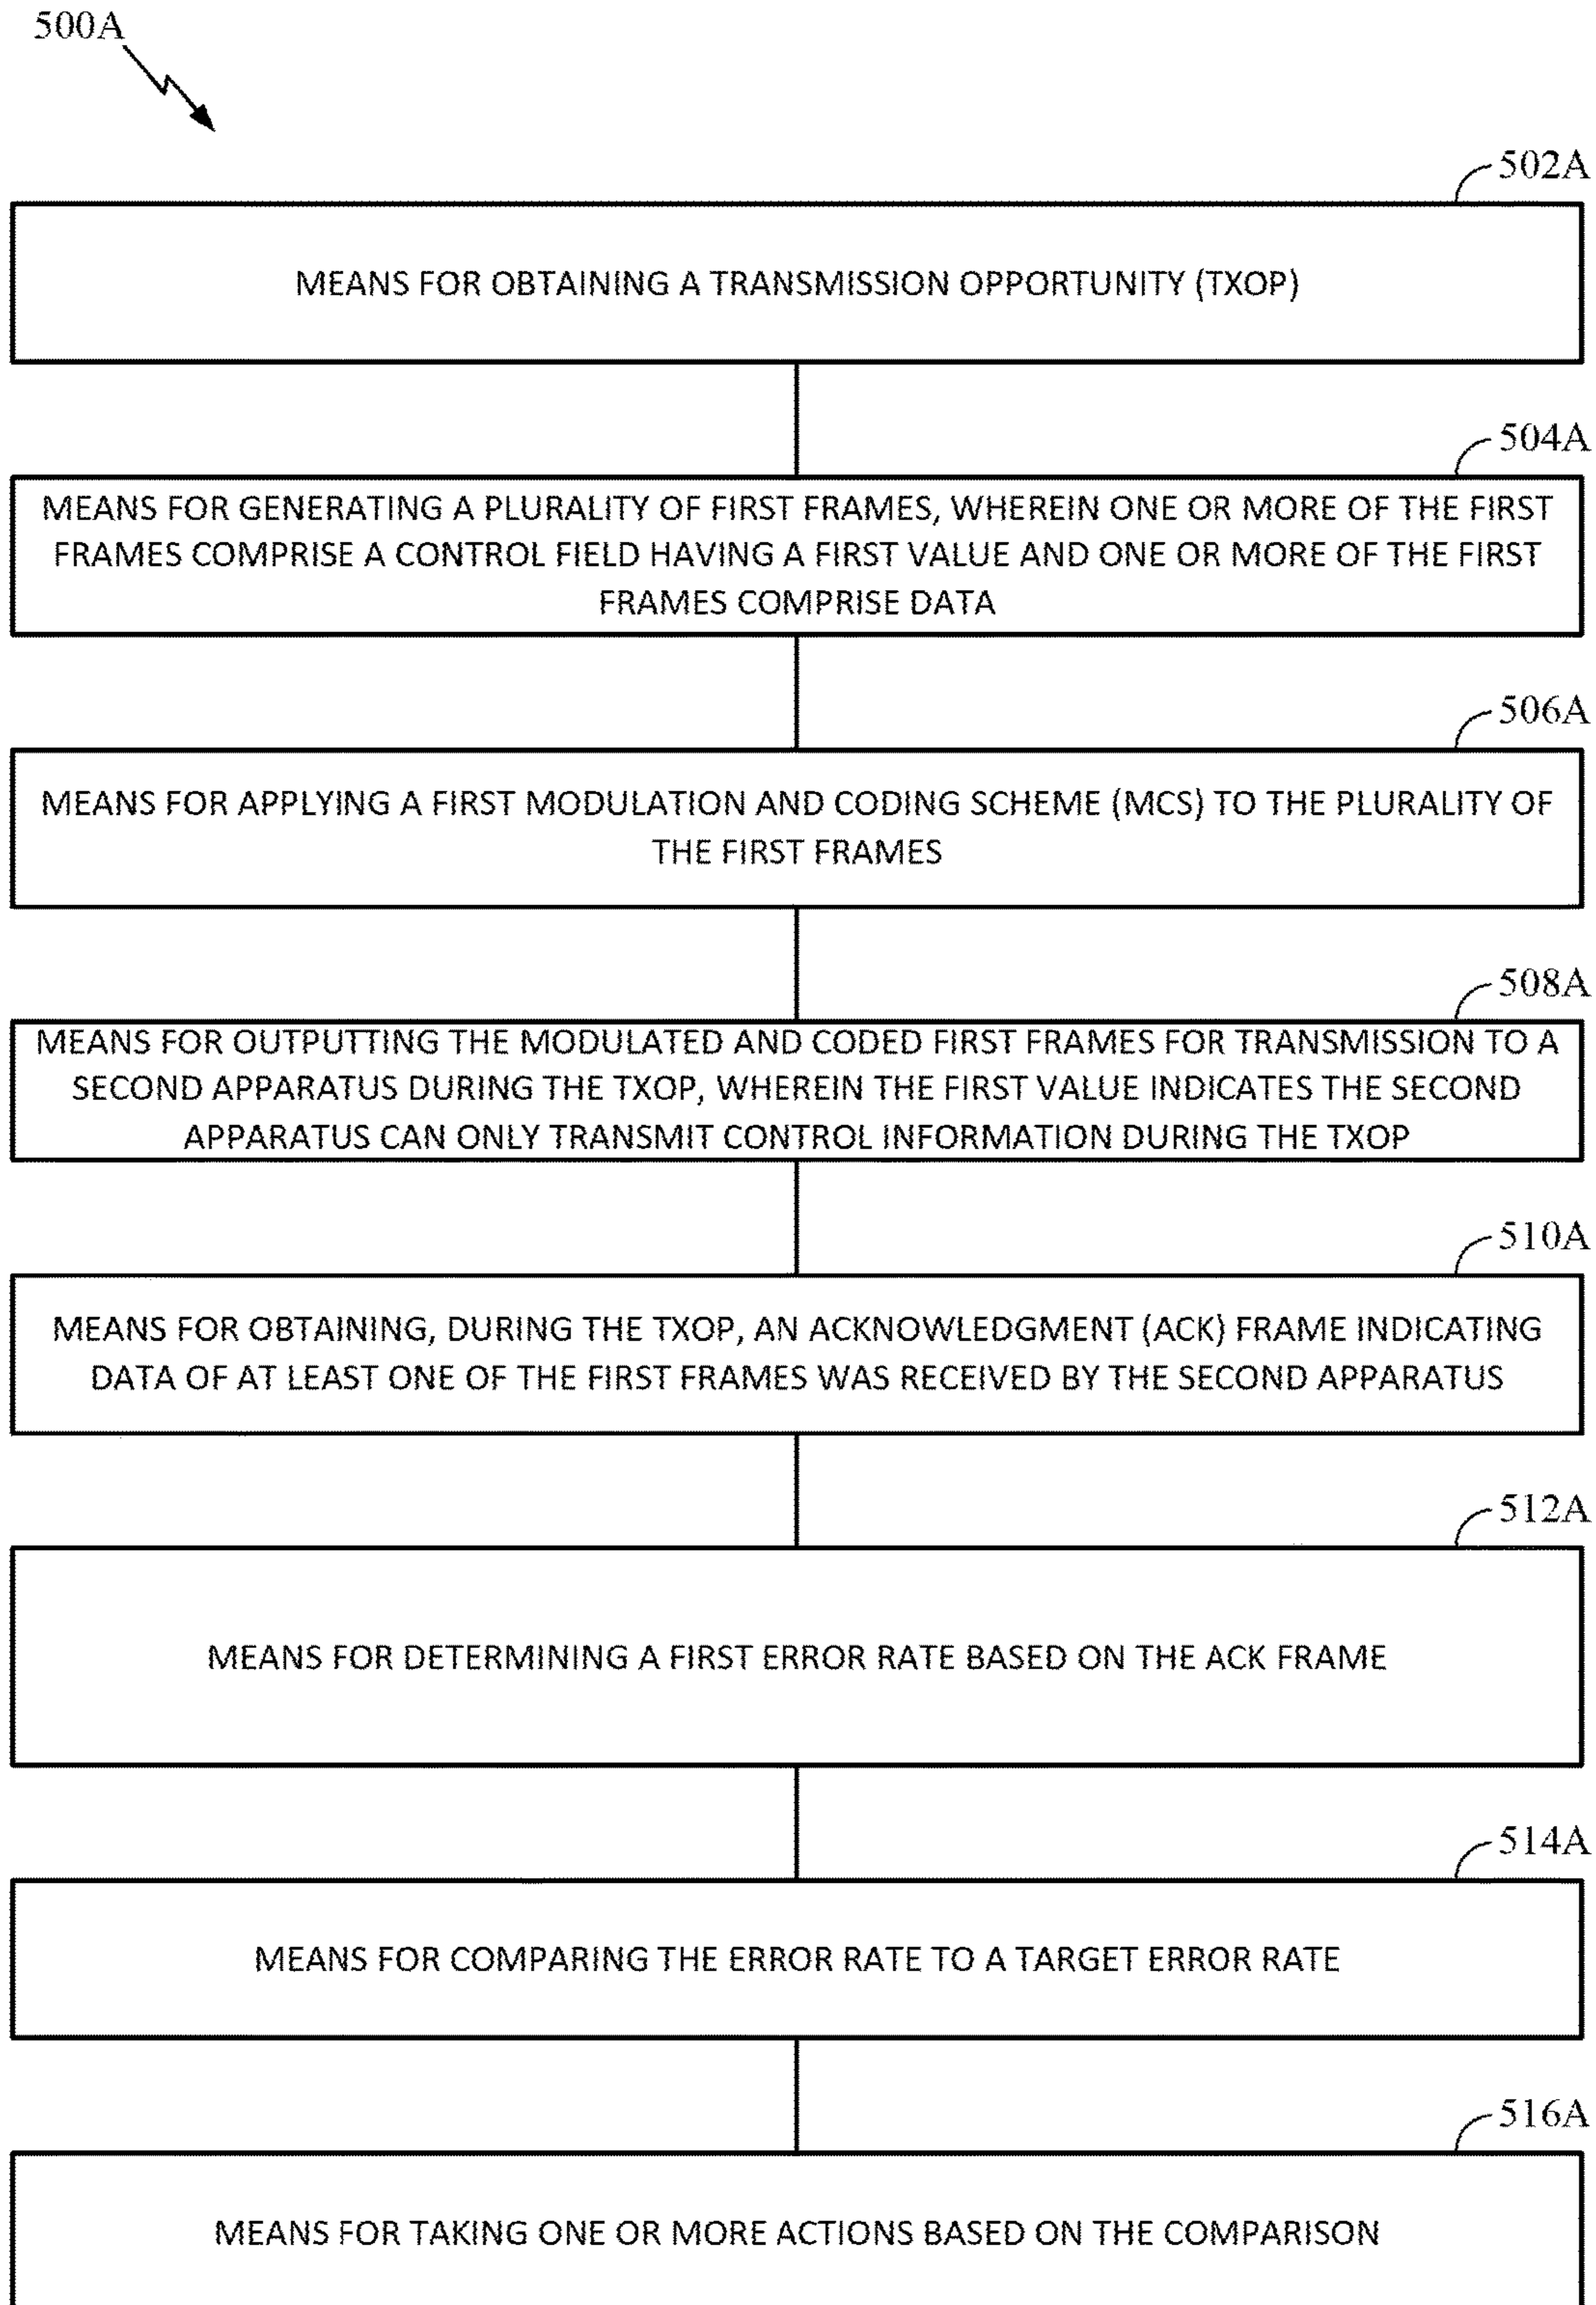 500A
502A
MEANS FOR OBTAINING A TRANSMISSION OPPORTUNITY (TXOP)
504A
MEANS FOR GENERATING A PLURALITY OF FIRST FRAMES, WHEREIN ONE OR MORE OF THE FIRST
FRAMES COMPRISE A CONTROL FIELD HAVING A FIRST VALUE AND ONE OR MORE OF THE FIRST
FRAMES COMPRISE DATA
506A
MEANS FOR APPLYING A FIRST MODULATION AND CODING SCHEME (MCS) TO THE PLURALITY OF
THE FIRST FRAMES
508A
MEANS FOR OUTPUTTING THE MODULATED AND CODED FIRST FRAMES FOR TRANSMISSION TO A
SECOND APPARATUS DURING THE TXOP, WHEREIN THE FIRST VALUE INDICATES THE SECOND
APPARATUS CAN ONLY TRANSMIT CONTROL INFORMATION DURING THE TXOP
510A
MEANS FOR OBTAINING, DURING THE TXOP, AN ACKNOWLEDGMENT (ACK) FRAME INDICATING
DATA OF AT LEAST ONE OF THE FIRST FRAMES WAS RECEIVED BY THE SECOND APPARATUS
512A
MEANS FOR DETERMINING A FIRST ERROR RATE BASED ON THE ACK FRAME
514A
MEANS FOR COMPARING THE ERROR RATE TO A TARGET ERROR RATE
516A
MEANS FOR TAKING ONE OR MORE ACTIONS BASED ON THE COMPARISON